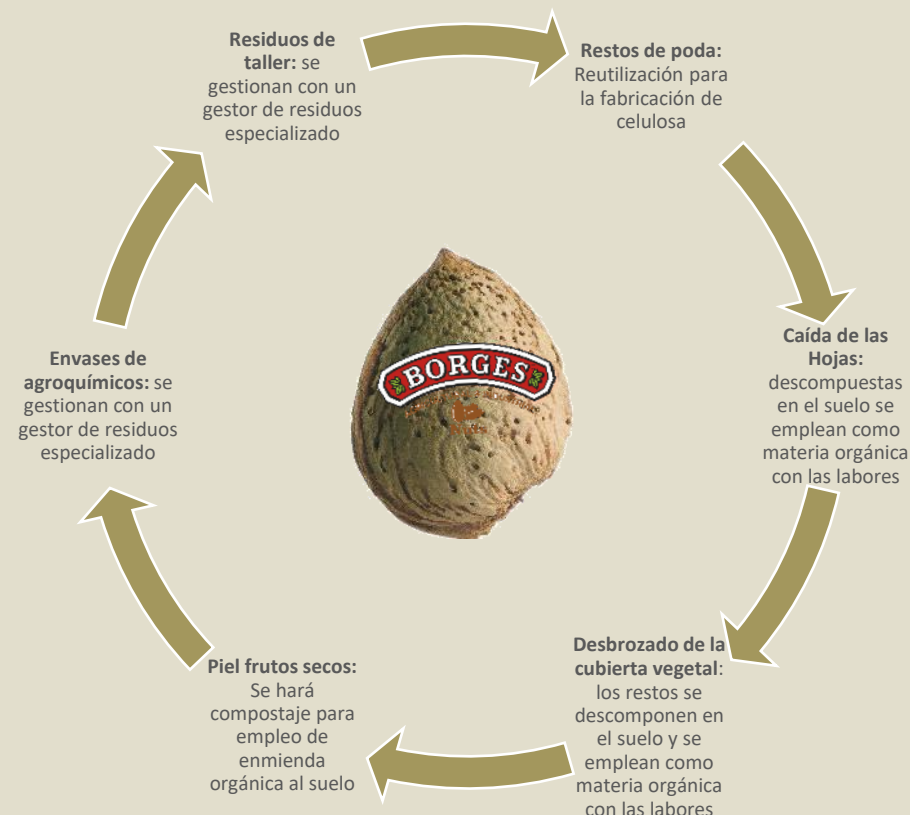 Residuos de
taller: se
gestionan con un
gestor de residuos
especializado
Restos de poda:
Reutilización para
la fabricación de
celulosa
Caída de las
Hojas:
descompuestas
en el suelo se
emplean como
materia orgánica
con las labores
Desbrozado de la
cubierta vegetal:
los restos se
descomponen en
el suelo y se
emplean como
materia orgánica
con las labores
Piel frutos secos:
Se hará
compostaje para
empleo de
enmienda
orgánica al suelo
Envases de
agroquímicos: se
gestionan con un
gestor de residuos
especializado
BORGES